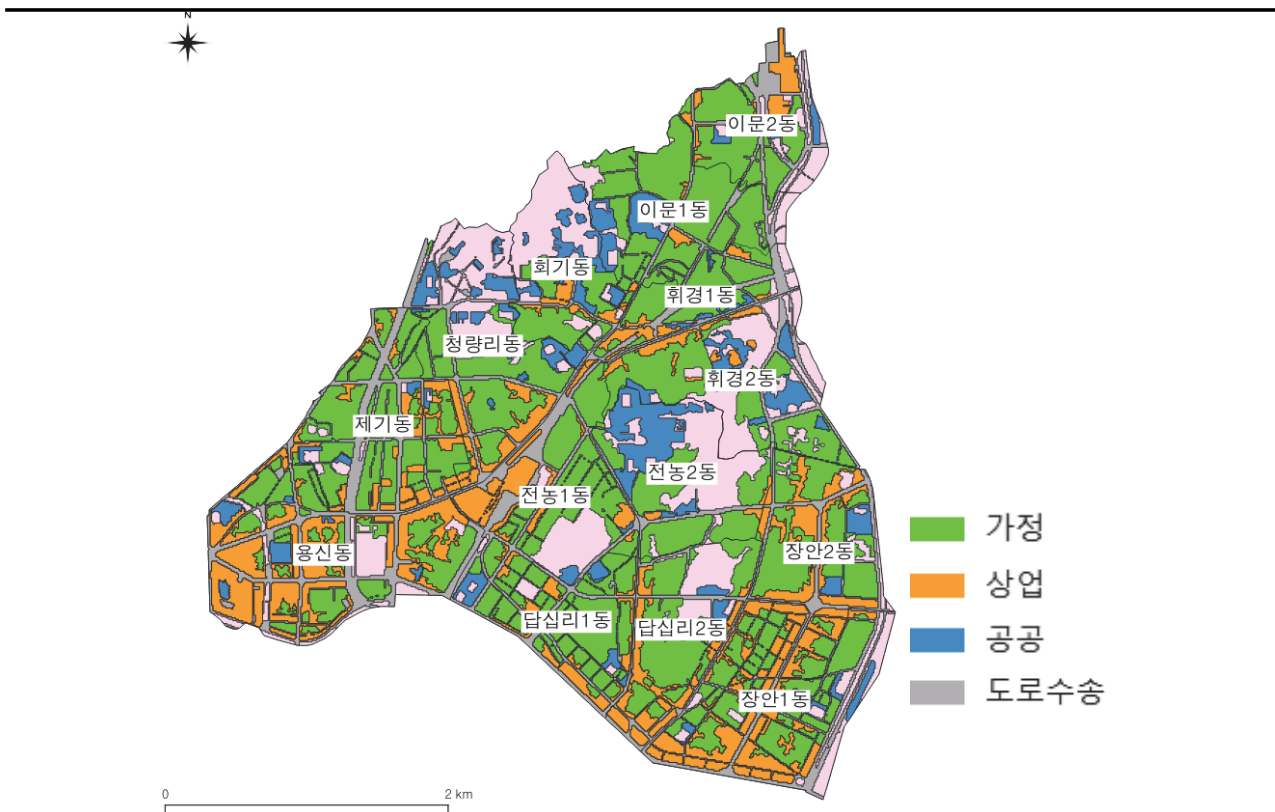 N
이문2동
이문1동
회기동
휘경1동
청량리동
휘경2동
제기동
전농2동
전농1동
용신동
장안2동
답십리1동
답십리2동
장안1동
가정
상업
공공
도로수송
0
2 km